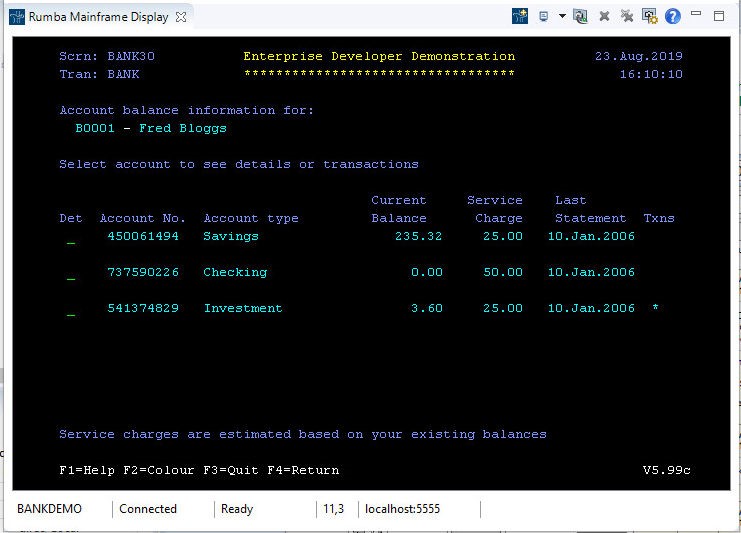 Rumba Mainframe Display
Scrn: BANK30 Enterprise Developer Demonstration 23.Aug.2019
Tran: BANK ********************************** 16:10:10
Account balance information for:
B0001 - Fred Bloggs
Select account to see details or transactions
Current Service Last
Det Account No. Account type Balance Charge Statement Txns
_ 450061494 Savings 235.32 25.00 10.Jan.2006
_ 737590226 Checking 0.00 50.00 10.Jan.2006
_ 541374829 Investment 3.60 25.00 10.Jan.2006 *
Service charges are estimated based on your existing balances
F1=Help F2=Colour F3=Quit F4=Return V5.99c
BANKDEMO Connected Ready 11,3 localhost:5555